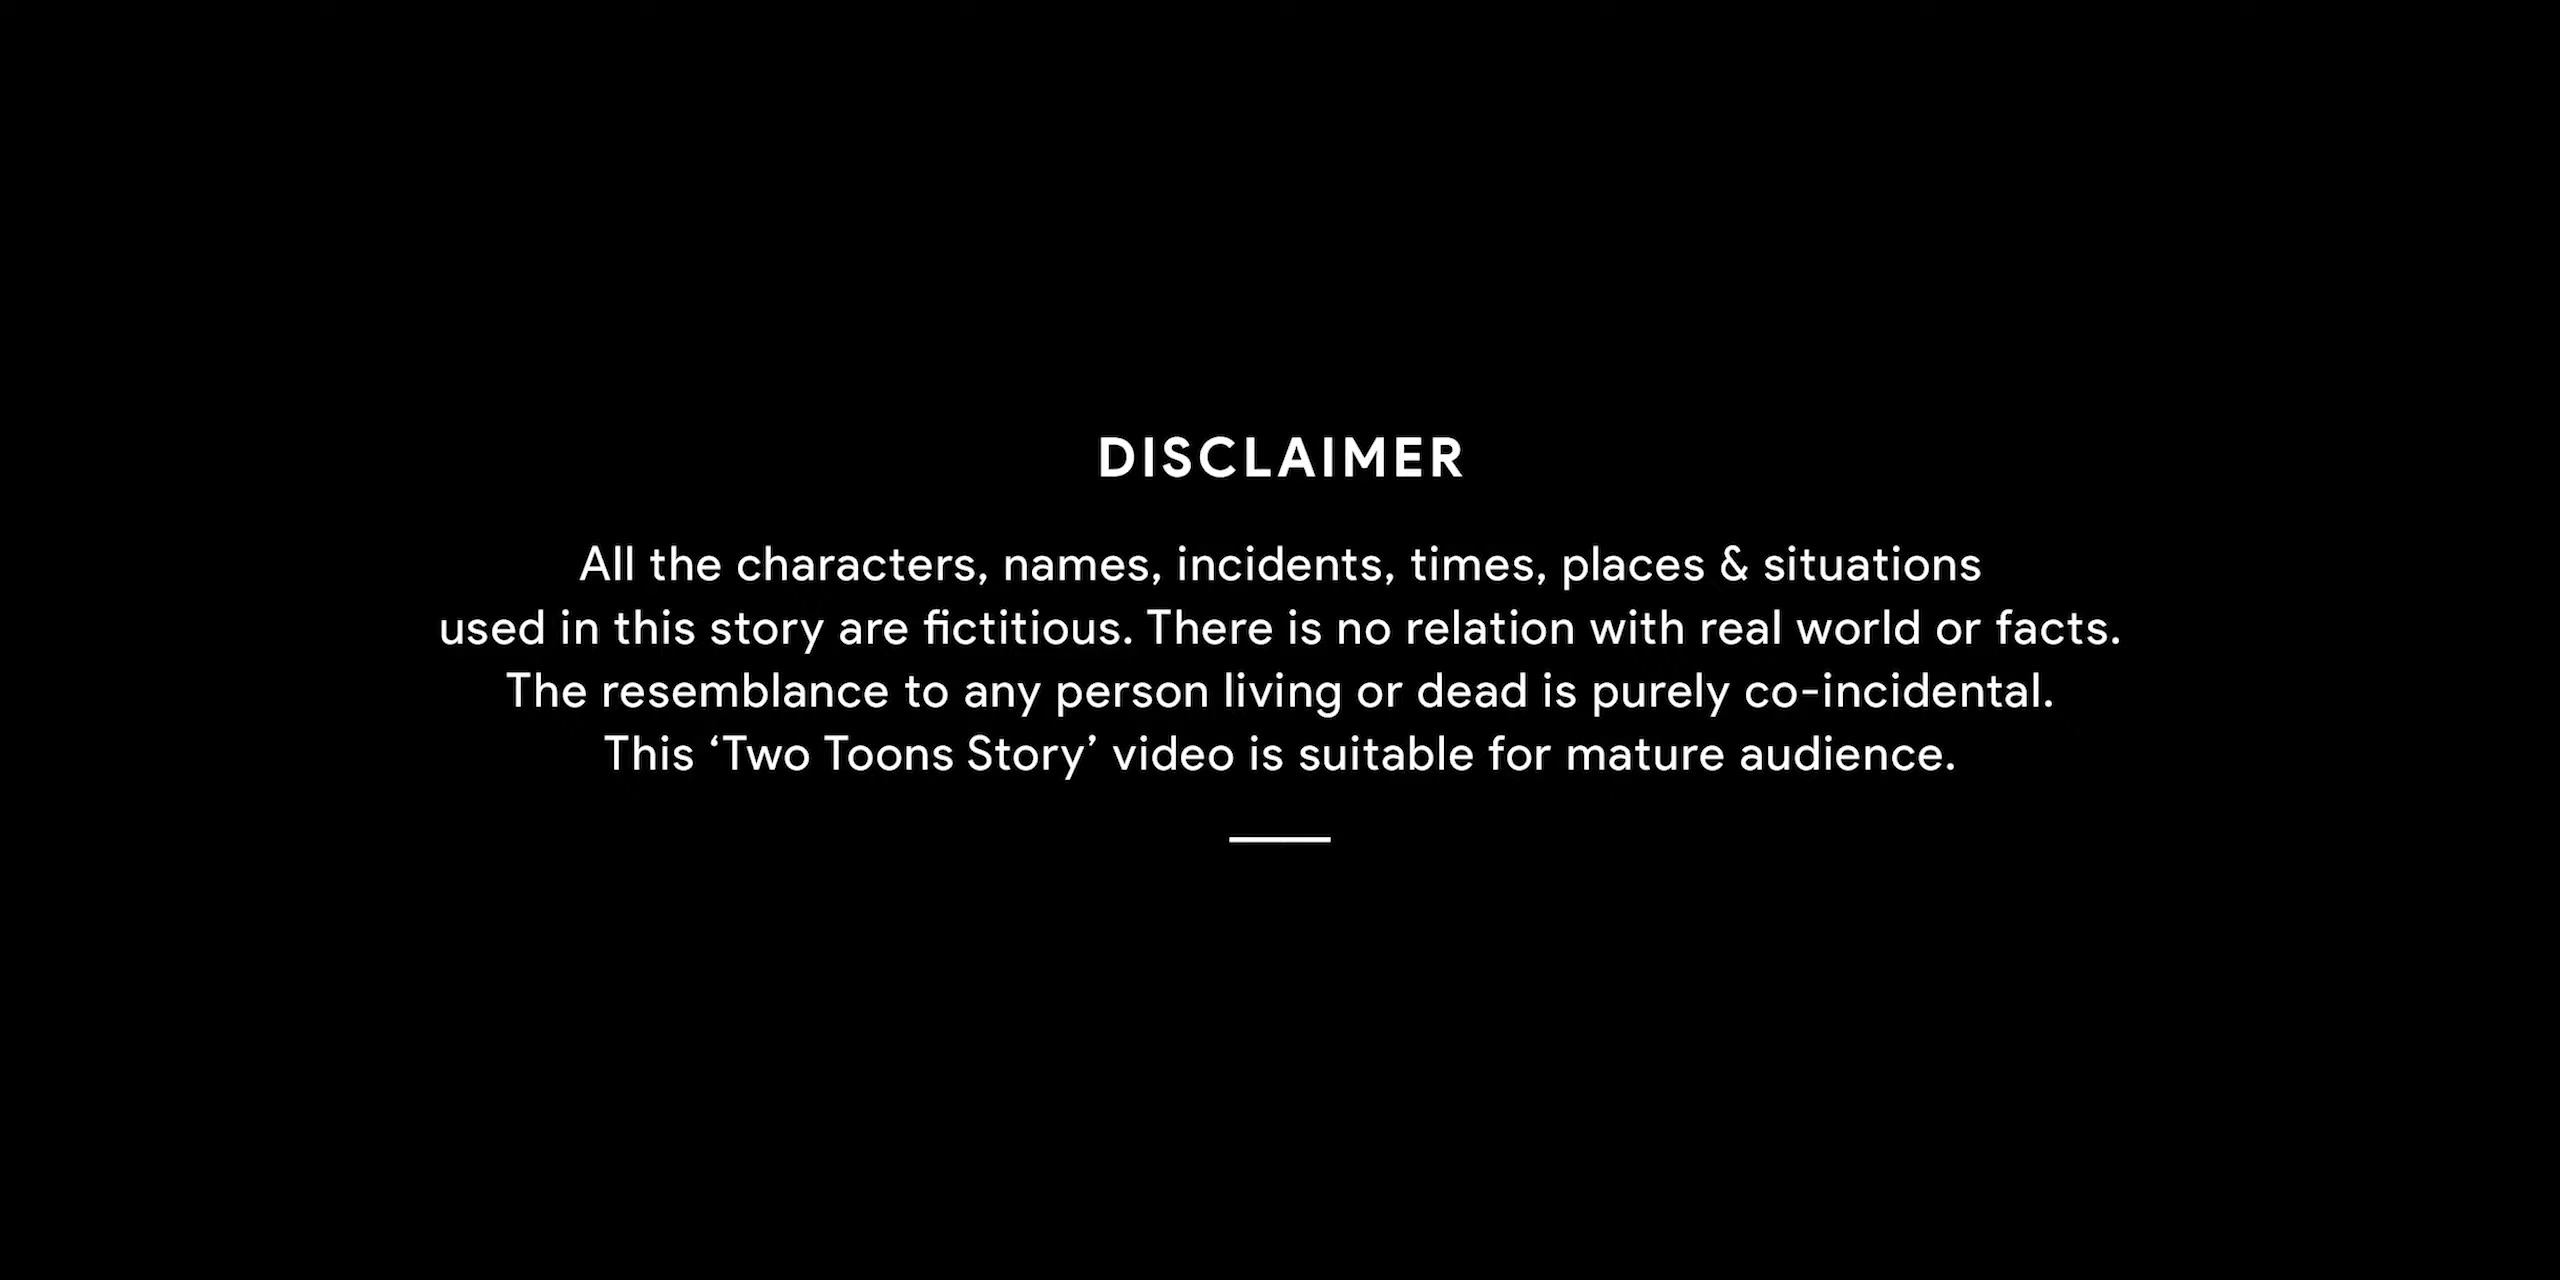 DISCLAIMER
All the characters, names, incidents, times, places & situations
used in this story are fictitious. There is no relation with real world or facts.
The resemblance to any person living or dead is purely co-incidental.
This ‘Two Toons Story’ video is suitable for mature audience.